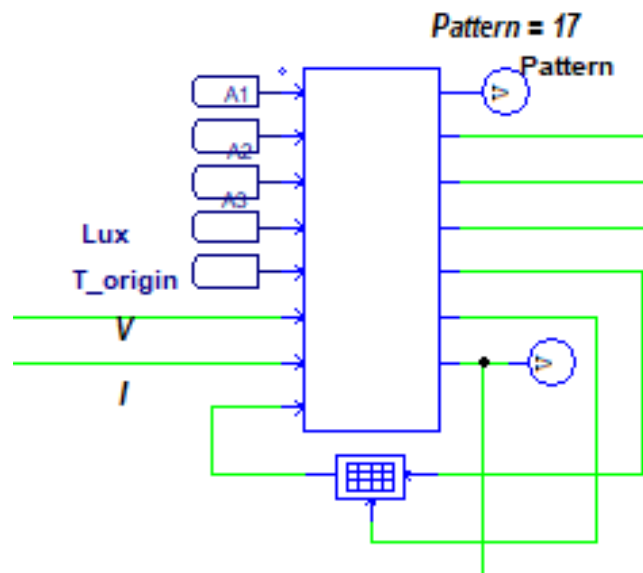 Pattern = 17
Pattern
A1
A2
A3
Lux
T_origin
V
I
V
V